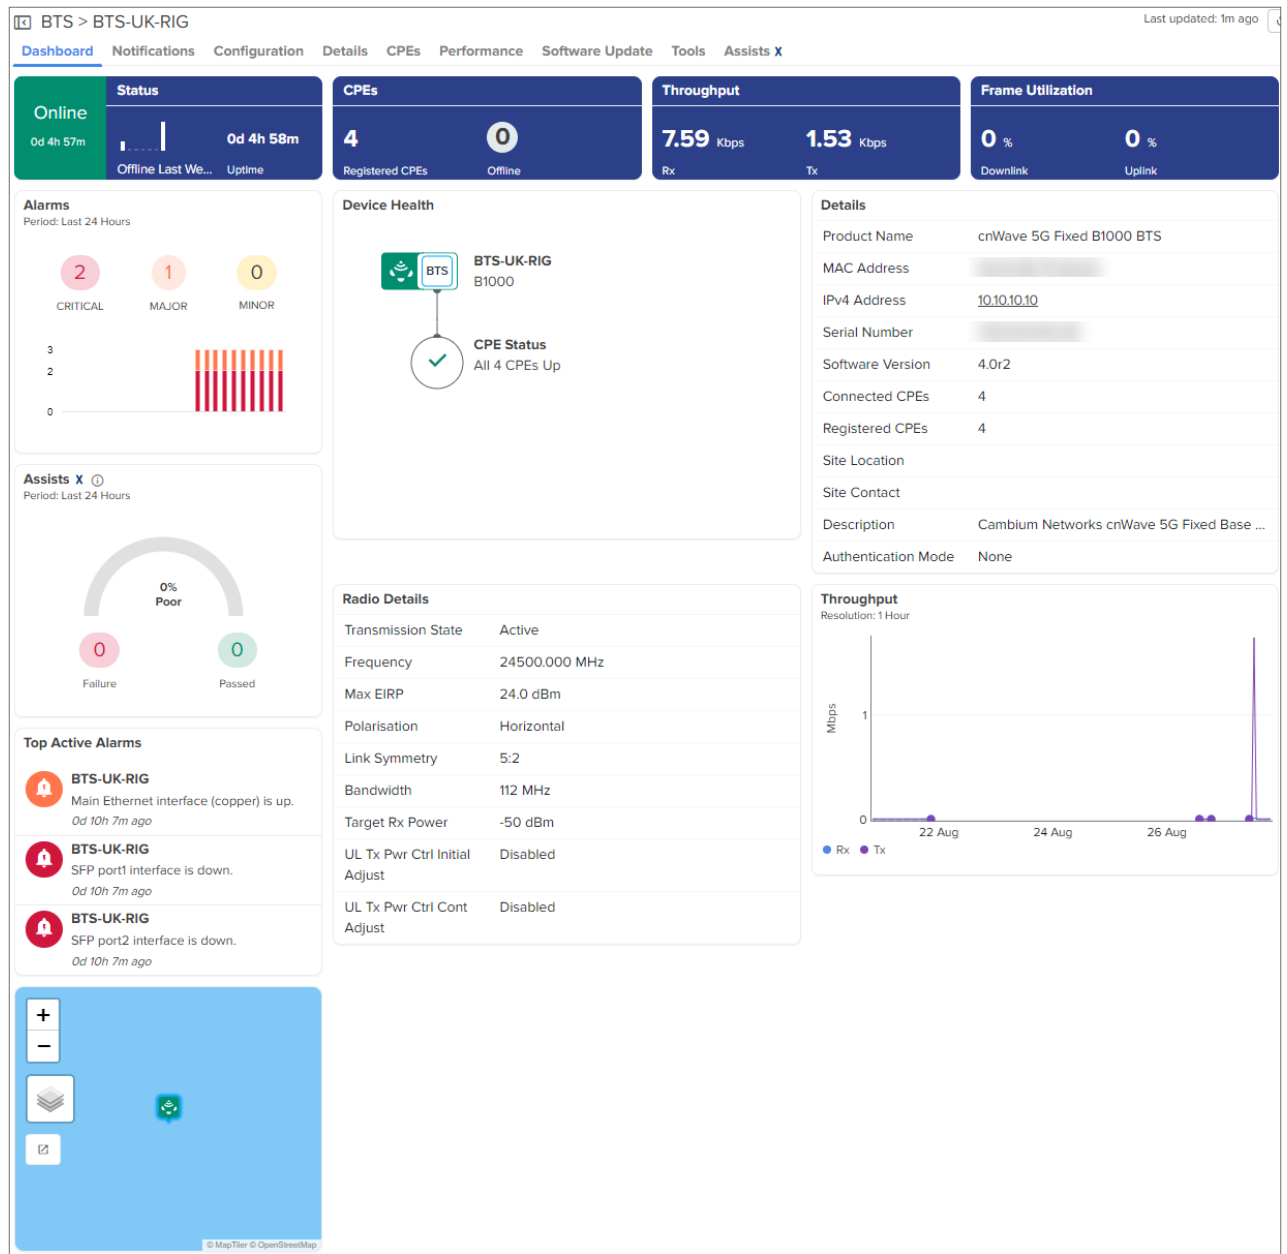 BTS > BTS-UK-RIG
Last updated: 1m ago
Dashboard Notifications Configuration Details CPEs Performance Software Update Tools Assists X
Online
0d 4h 57m
Status
0d 4h 58m
Offline Last We... Uptime
CPEs
4 0
Registered CPEs Offline
Throughput
7.59 Kbps 1.53 Kbps
Rx Tx
Frame Utilization
0 % 0 %
Downlink Uplink
Alarms
Period: Last 24 Hours
2 1 0
CRITICAL MAJOR MINOR
3
2
0
Assists X
Period: Last 24 Hours
0%
Poor
0 0
Failure Passed
Top Active Alarms
BTS-UK-RIG
Main Ethernet interface (copper) is up.
0d 10h 7m ago
BTS-UK-RIG
SFP port1 interface is down.
0d 10h 7m ago
BTS-UK-RIG
SFP port2 interface is down.
0d 10h 7m ago
+
−
© MapTiler © OpenStreetMap
Device Health
BTS
BTS-UK-RIG
B1000
CPE Status
All 4 CPEs Up
Radio Details
Transmission State Active
Frequency 24500.000 MHz
Max EIRP 24.0 dBm
Polarisation Horizontal
Link Symmetry 5:2
Bandwidth 112 MHz
Target Rx Power -50 dBm
UL Tx Pwr Ctrl Initial Disabled
Adjust
UL Tx Pwr Ctrl Cont Disabled
Adjust
Details
Product Name cnWave 5G Fixed B1000 BTS
MAC Address
IPv4 Address 10.10.10.10
Serial Number
Software Version 4.0r2
Connected CPEs 4
Registered CPEs 4
Site Location
Site Contact
Description Cambium Networks cnWave 5G Fixed Base ...
Authentication Mode None
Throughput
Resolution: 1 Hour
Mbps
1
0
22 Aug 24 Aug 26 Aug
Rx Tx